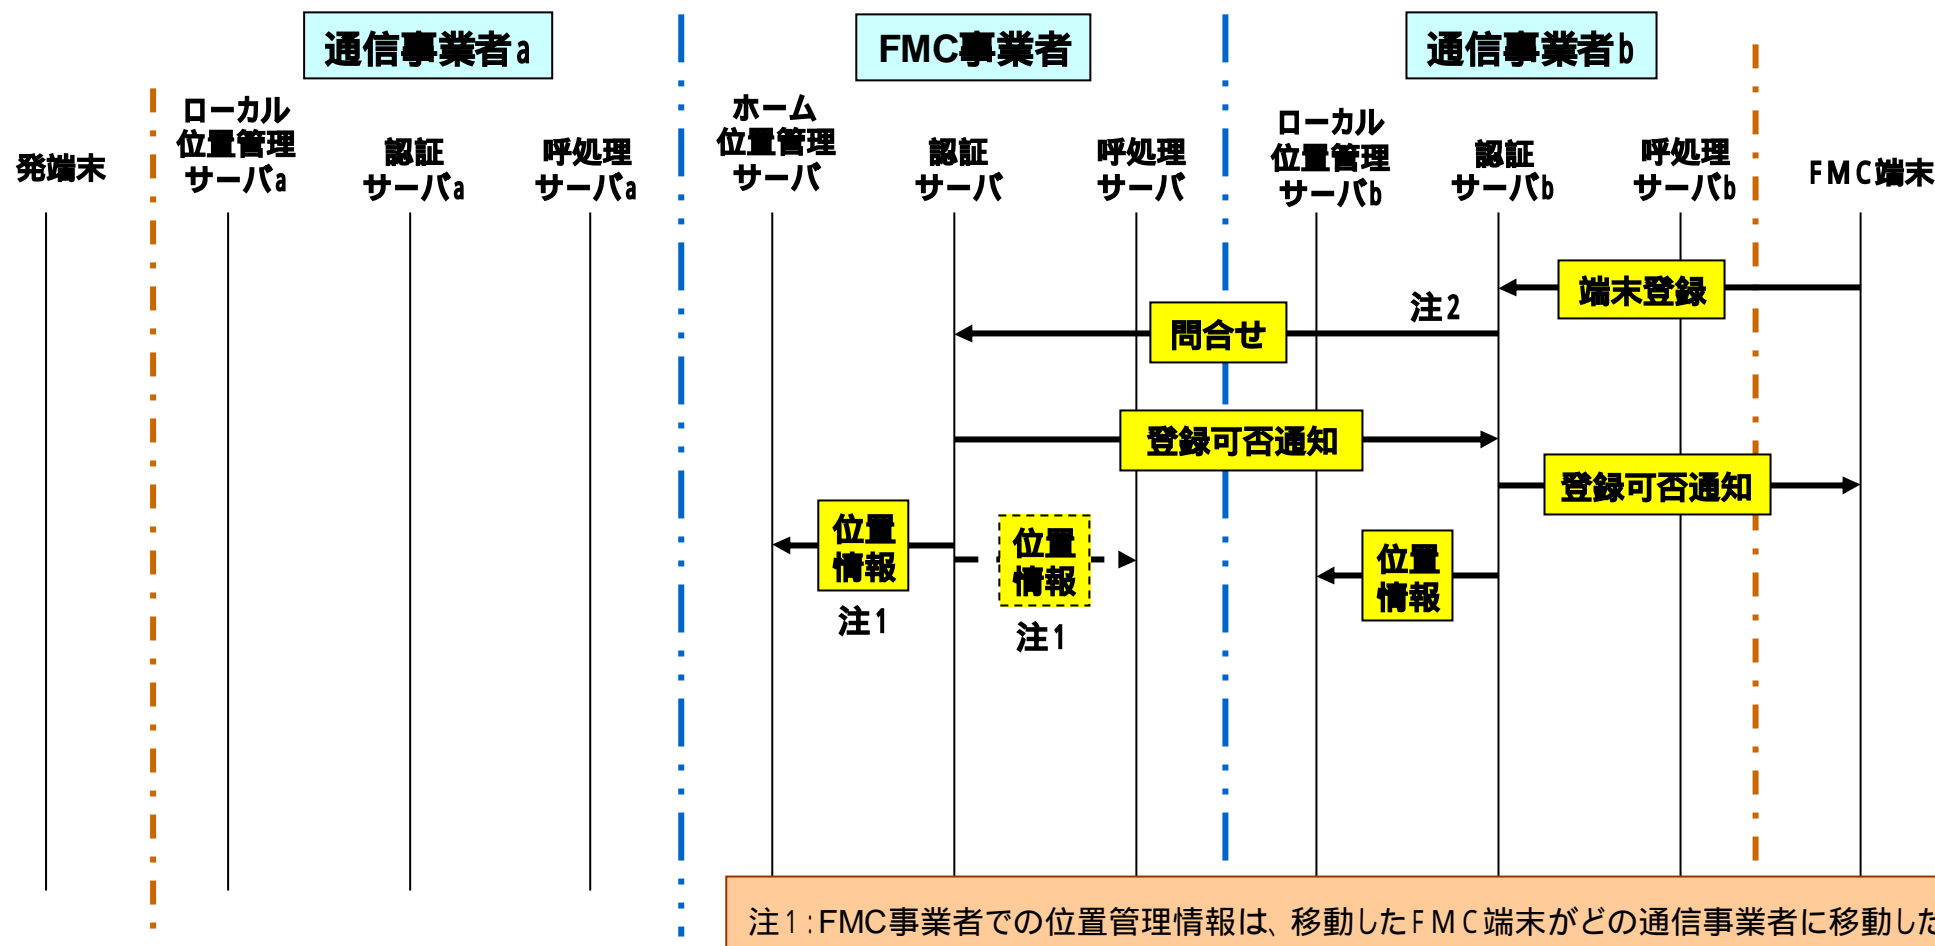 通信事業者a
FMC事業者
通信事業者b
発端末
ローカル
位置管理
サーバa
認証
サーバa
呼処理
サーバa
ホーム
位置管理
サーバ
認証
サーバ
呼処理
サーバ
ローカル
位置管理
サーバb
認証
サーバb
呼処理
サーバb
FMC端末
端末登録
注2
問合せ
登録可否通知
登録可否通知
位置
情報
注1
位置
情報
注1
位置
情報
注1:FMC事業者での位置管理情報は、移動したFMC端末がどの通信事業者に移動した